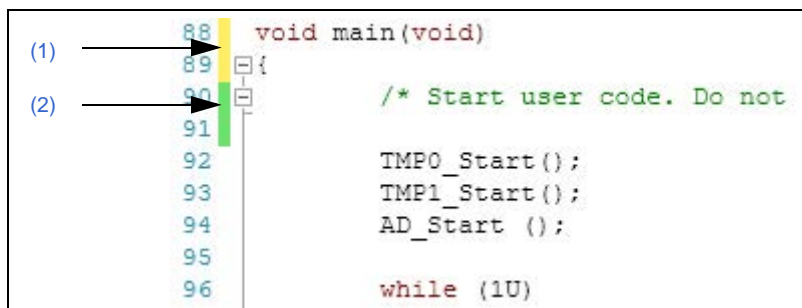 88 void main(void)
(1)
89 {
(2) 90 /* Start user code. Do not
91
92 TMP0_Start();
93 TMP1_Start();
94 AD_Start ();
95
96 while (1U)